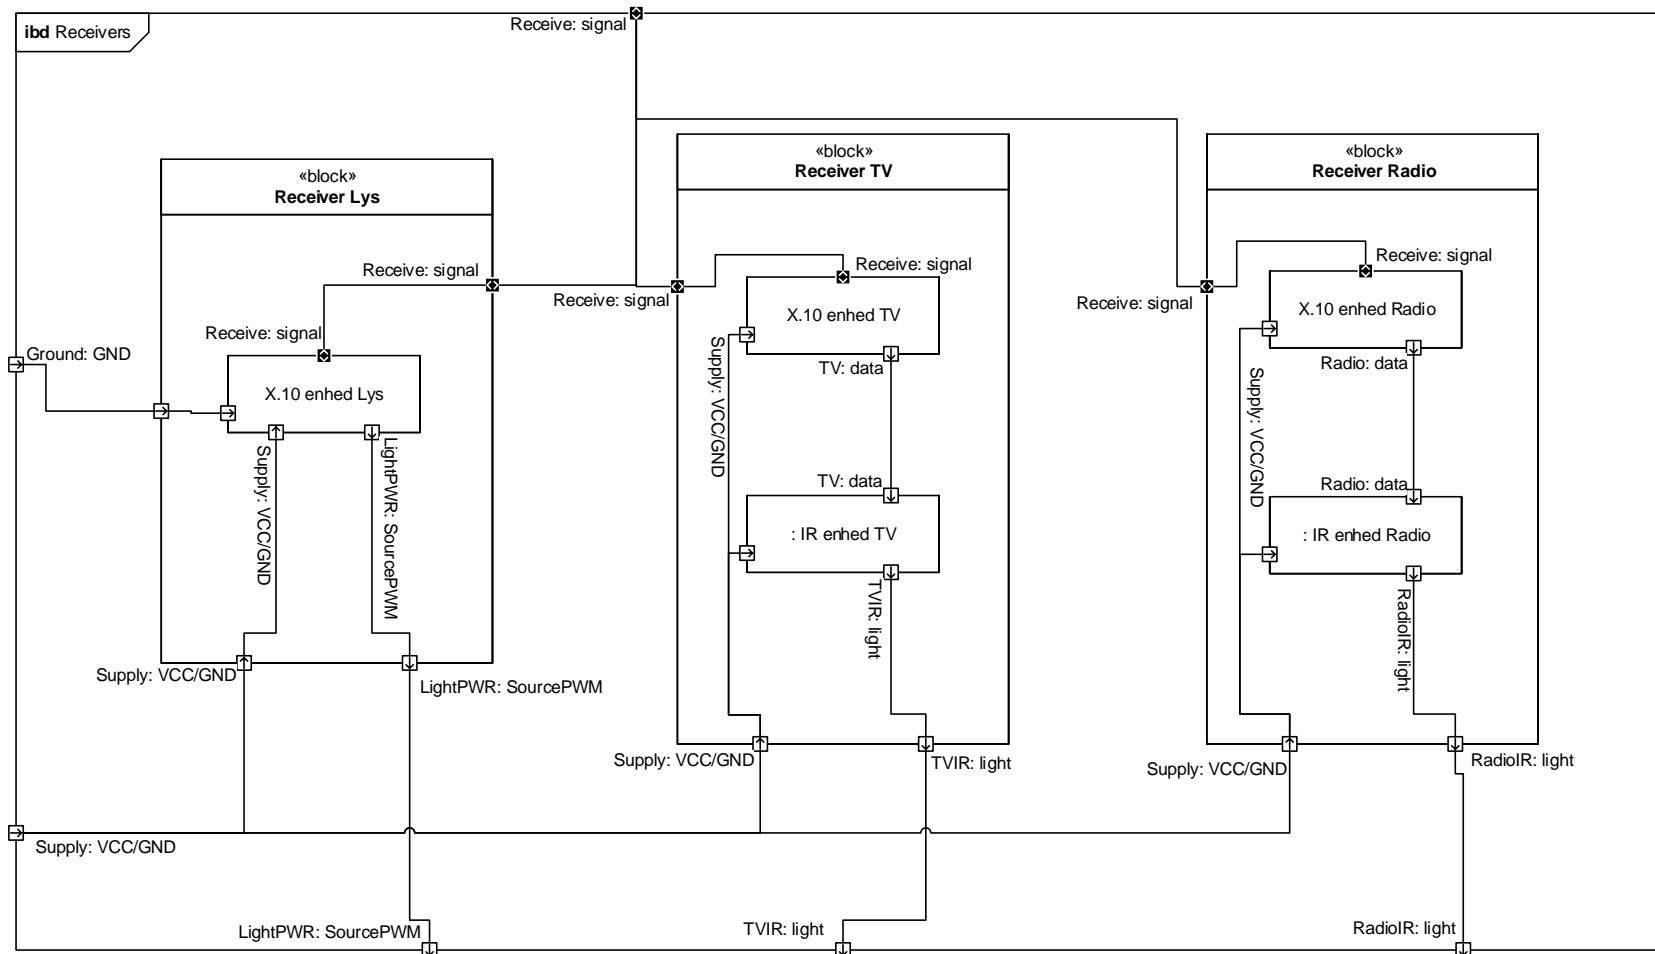 ibd Receivers
Receive: signal
«block»
Receiver Lys
Receive: signal
Receive: signal
X.10 enhed Lys
Ground: GND
Supply: VCC/GND
LightPWR: SourcePWM
Supply: VCC/GND
LightPWR: SourcePWM
«block»
Receiver TV
Receive: signal
Receive: signal
X.10 enhed TV
Supply: VCC/GND
TV: data
TV: data
: IR enhed TV
TVIR: light
Supply: VCC/GND
TVIR: light
«block»
Receiver Radio
Receive: signal
Receive: signal
X.10 enhed Radio
Supply: VCC/GND
Radio: data
Radio: data
: IR enhed Radio
RadioIR: light
Supply: VCC/GND
RadioIR: light
Supply: VCC/GND
LightPWR: SourcePWM
TVIR: light
RadioIR: light